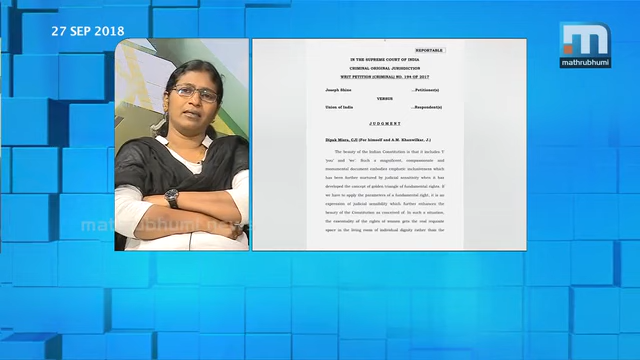 27 SEP 2018
mathrubhumi
mathrubhumi news
REPORTABLE
IN THE SUPREME COURT OF INDIA
CRIMINAL ORIGINAL JURISDICTION
WRIT PETITION (CRIMINAL) NO. 194 OF 2017
Joseph Shine ...Petitioner(s)
VERSUS
Union of India ...Respondent(s)
J U D G M E N T
Dipak Misra, CJI (For himself and A.M. Khanwilkar, J.)
The beauty of the Indian Constitution is that it includes 'I'
'you' and 'we'. Such a magnificent, compassionate and
monumental document embodies emphatic inclusiveness which
has been further nurtured by judicial sensitivity when it has
developed the concept of golden triangle of fundamental rights. If
we have to apply the parameters of a fundamental right, it is an
expression of judicial sensibility which further enhances the
beauty of the Constitution as conceived of. In such a situation,
the essentiality of the rights of women gets the real requisite
space in the living room of individual dignity rather than the